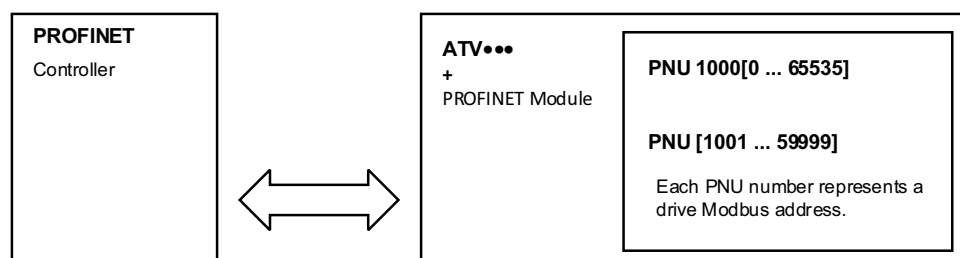 PROFINET
Controller
ATV•••
+
PROFINET Module
PNU 1000[0 ... 65535]
PNU [1001 ... 59999]
Each PNU number represents a
drive Modbus address.